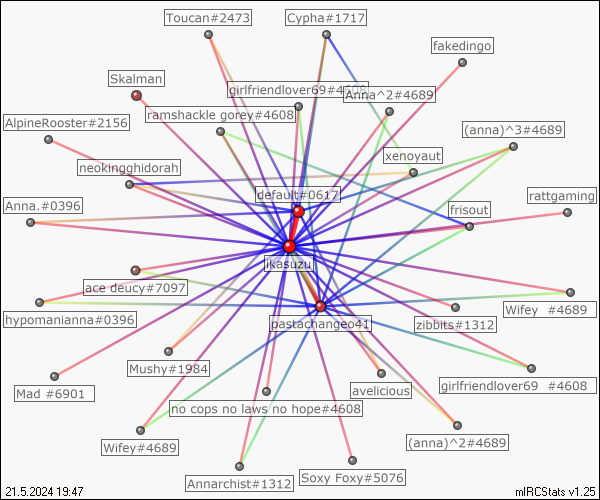 Toucan#2473
Cypha#1717
fakedingo
Skalman
girlfriendlover69#4608
Anna^2#4689
ramshackle gorey#4608
AlpineRooster#2156
(anna)^3#4689
xenoyaut
neokingghidorah
default#0617
rattgaming
Anna.#0396
frisout
ikasuzu
ace deucy#7097
hypomanianna#0396
Wifey #4689
pastachangeo41
zibbits#1312
Mushy#1984
Mad #6901
avelicious
girlfriendlover69 #4608
no cops no laws no hope#4608
Wifey#4689
(anna)^2#4689
Annarchist#1312
Soxy Foxy#5076
21.5.2024 19:47
mIRCStats v1.25